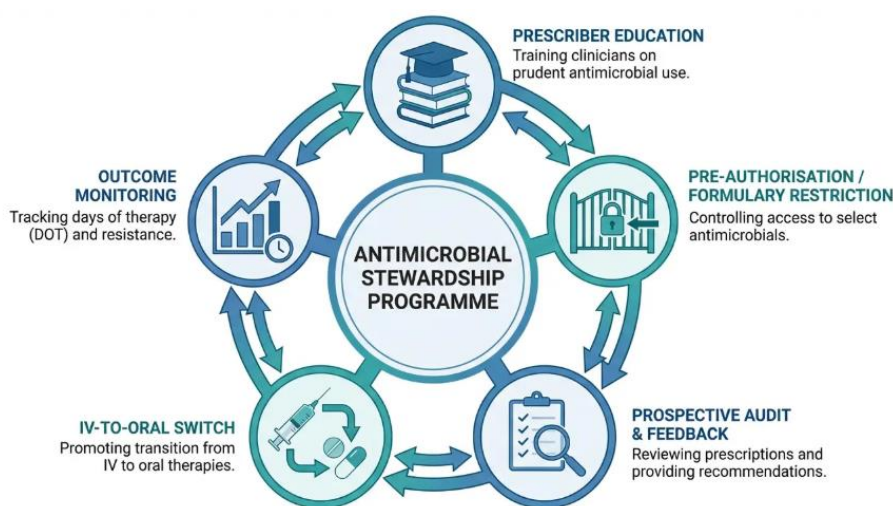 PRESCRIBER EDUCATION
Training clinicians on
prudent antimicrobial use.
OUTCOME
MONITORING
Tracking days of therapy
(DOT) and resistance.
PRE-AUTHORISATION /
FORMULARY RESTRICTION
Controlling access to select
antimicrobials.
ANTIMICROBIAL
STEWARDSHIP
PROGRAMME
IV-TO-ORAL SWITCH
Promoting transition from
IV to oral therapies.
PROSPECTIVE AUDIT
& FEEDBACK
Reviewing prescriptions and
providing recommendations.